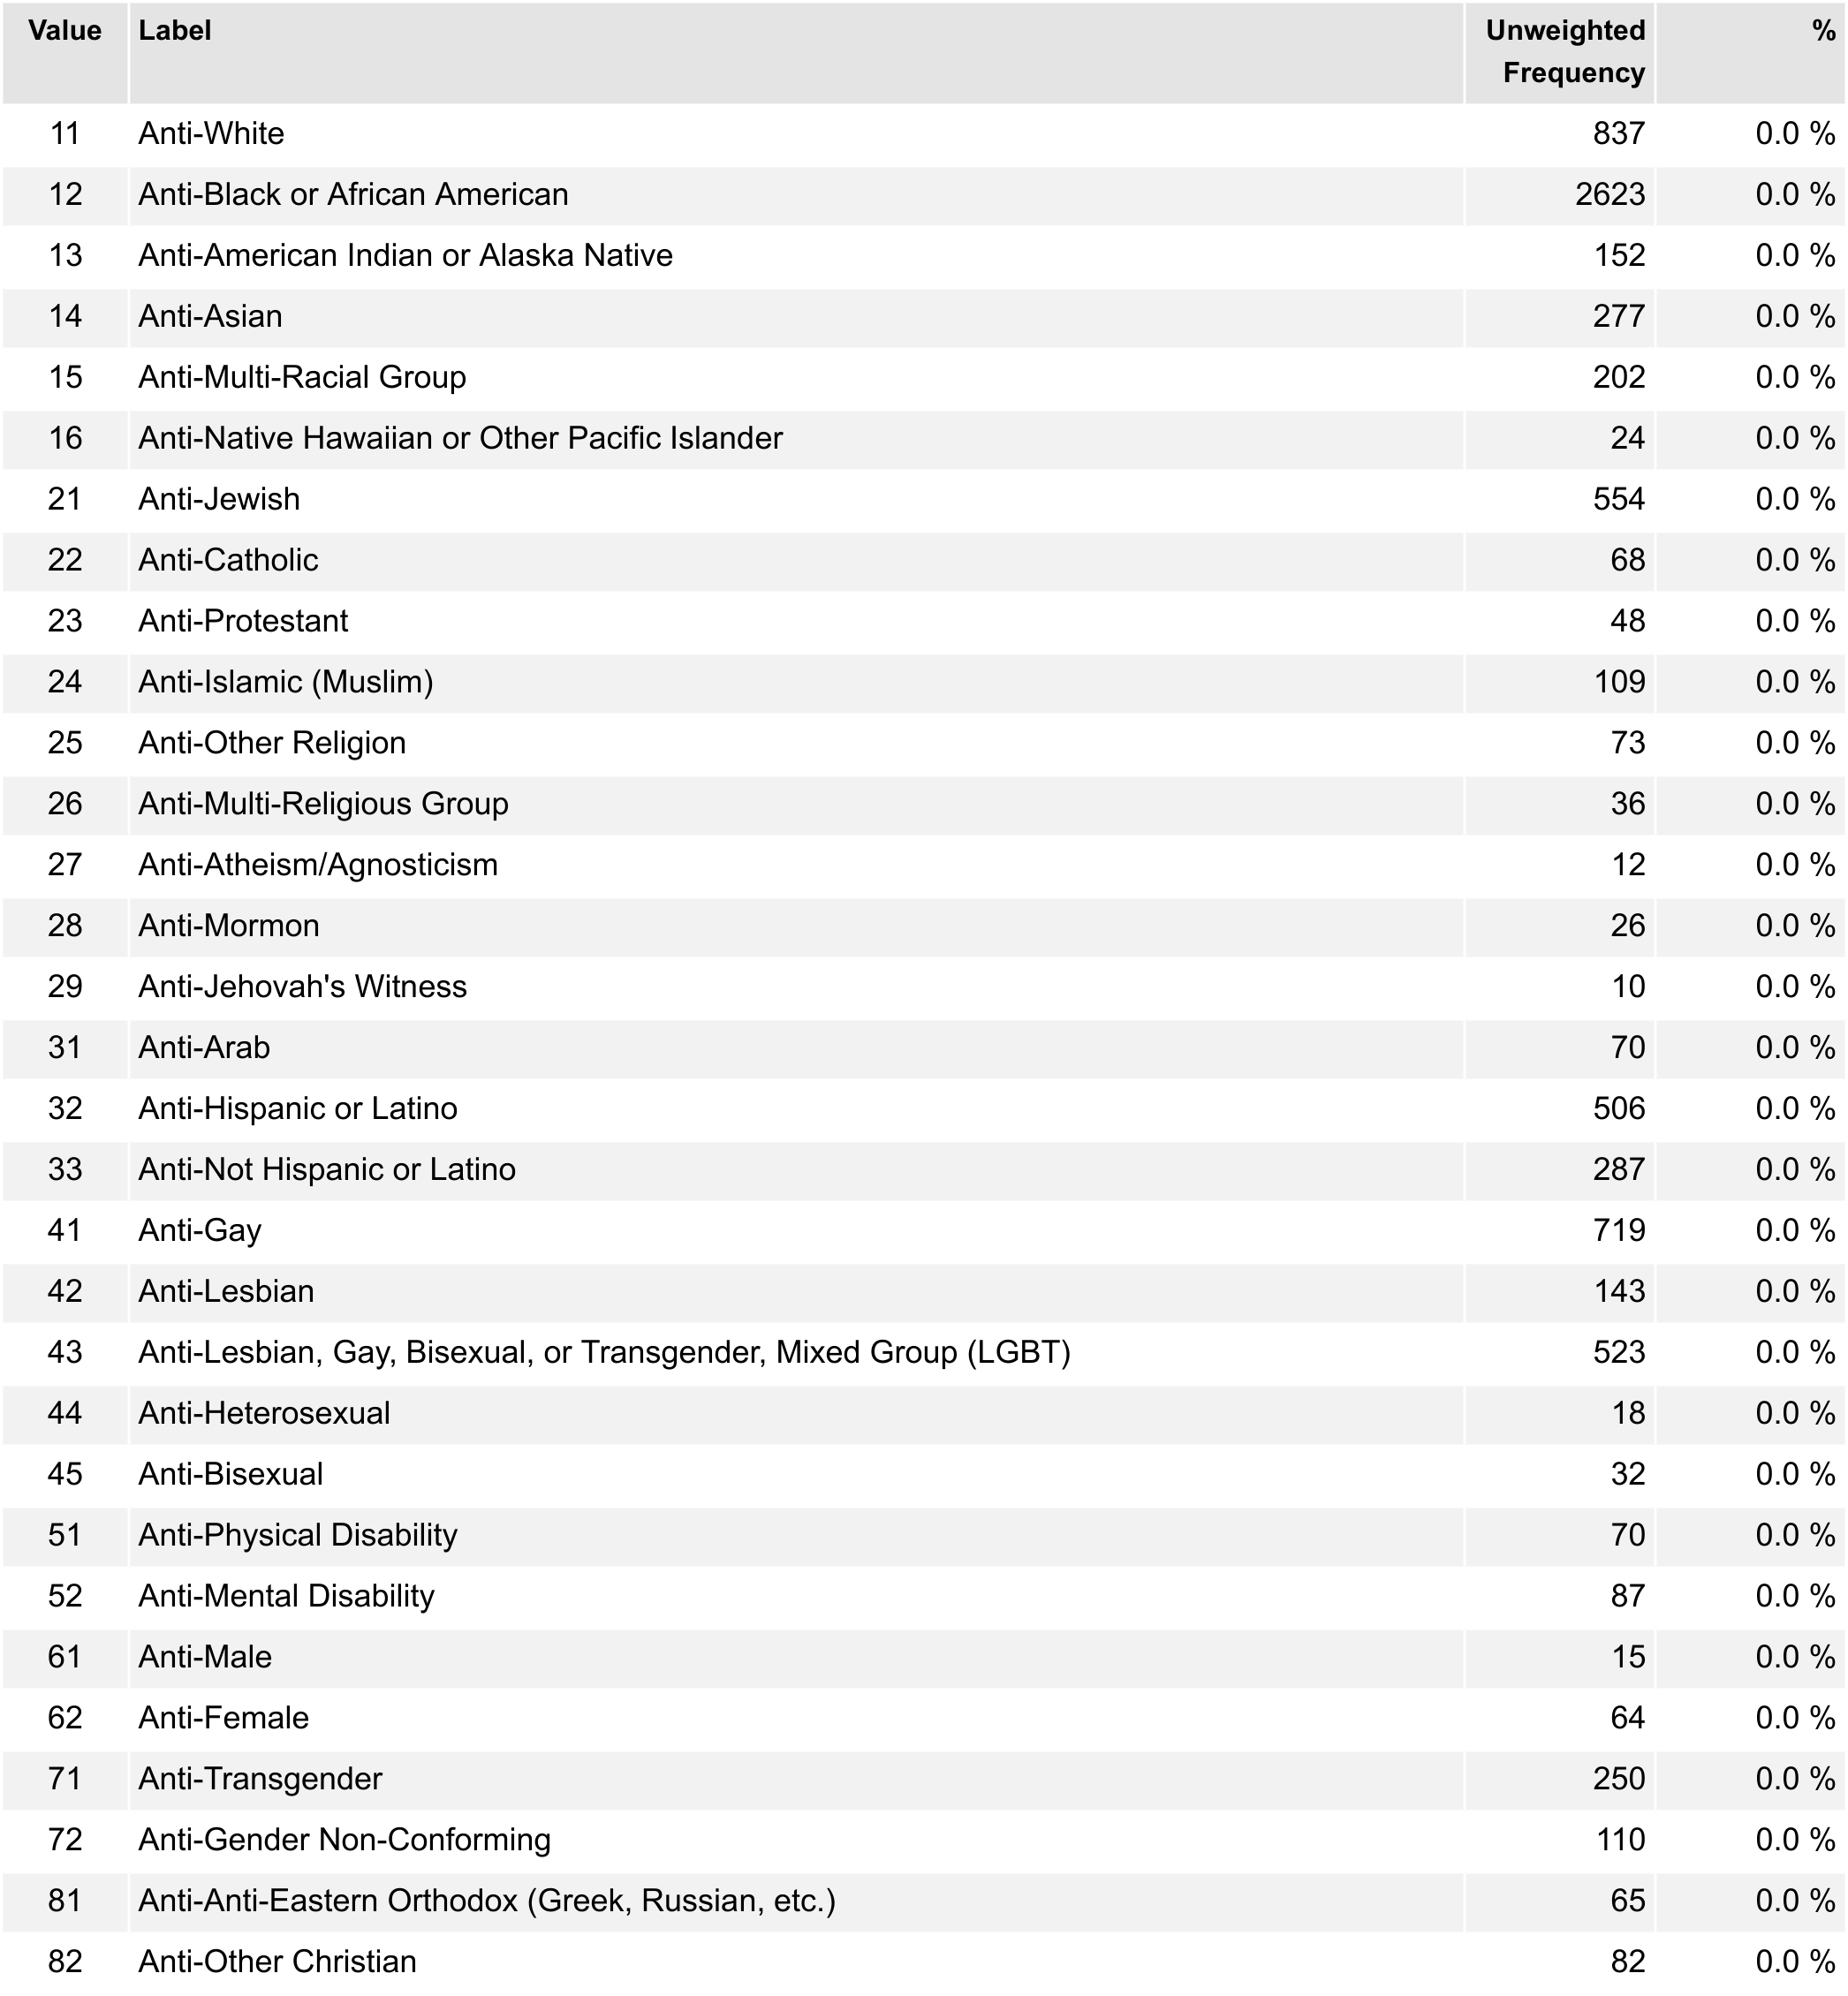 Value Label Unweighted Frequency %
11 Anti-White 837 0.0 %
12 Anti-Black or African American 2623 0.0 %
13 Anti-American Indian or Alaska Native 152 0.0 %
14 Anti-Asian 277 0.0 %
15 Anti-Multi-Racial Group 202 0.0 %
16 Anti-Native Hawaiian or Other Pacific Islander 24 0.0 %
21 Anti-Jewish 554 0.0 %
22 Anti-Catholic 68 0.0 %
23 Anti-Protestant 48 0.0 %
24 Anti-Islamic (Muslim) 109 0.0 %
25 Anti-Other Religion 73 0.0 %
26 Anti-Multi-Religious Group 36 0.0 %
27 Anti-Atheism/Agnosticism 12 0.0 %
28 Anti-Mormon 26 0.0 %
29 Anti-Jehovah's Witness 10 0.0 %
31 Anti-Arab 70 0.0 %
32 Anti-Hispanic or Latino 506 0.0 %
33 Anti-Not Hispanic or Latino 287 0.0 %
41 Anti-Gay 719 0.0 %
42 Anti-Lesbian 143 0.0 %
43 Anti-Lesbian, Gay, Bisexual, or Transgender, Mixed Group (LGBT) 523 0.0 %
44 Anti-Heterosexual 18 0.0 %
45 Anti-Bisexual 32 0.0 %
51 Anti-Physical Disability 70 0.0 %
52 Anti-Mental Disability 87 0.0 %
61 Anti-Male 15 0.0 %
62 Anti-Female 64 0.0 %
71 Anti-Transgender 250 0.0 %
72 Anti-Gender Non-Conforming 110 0.0 %
81 Anti-Anti-Eastern Orthodox (Greek, Russian, etc.) 65 0.0 %
82 Anti-Other Christian 82 0.0 %